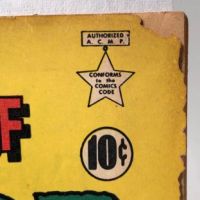 AUTHORIZED
A.C.M.P.
CONFORMS
TO THE
COMICS
CODE
F
10¢